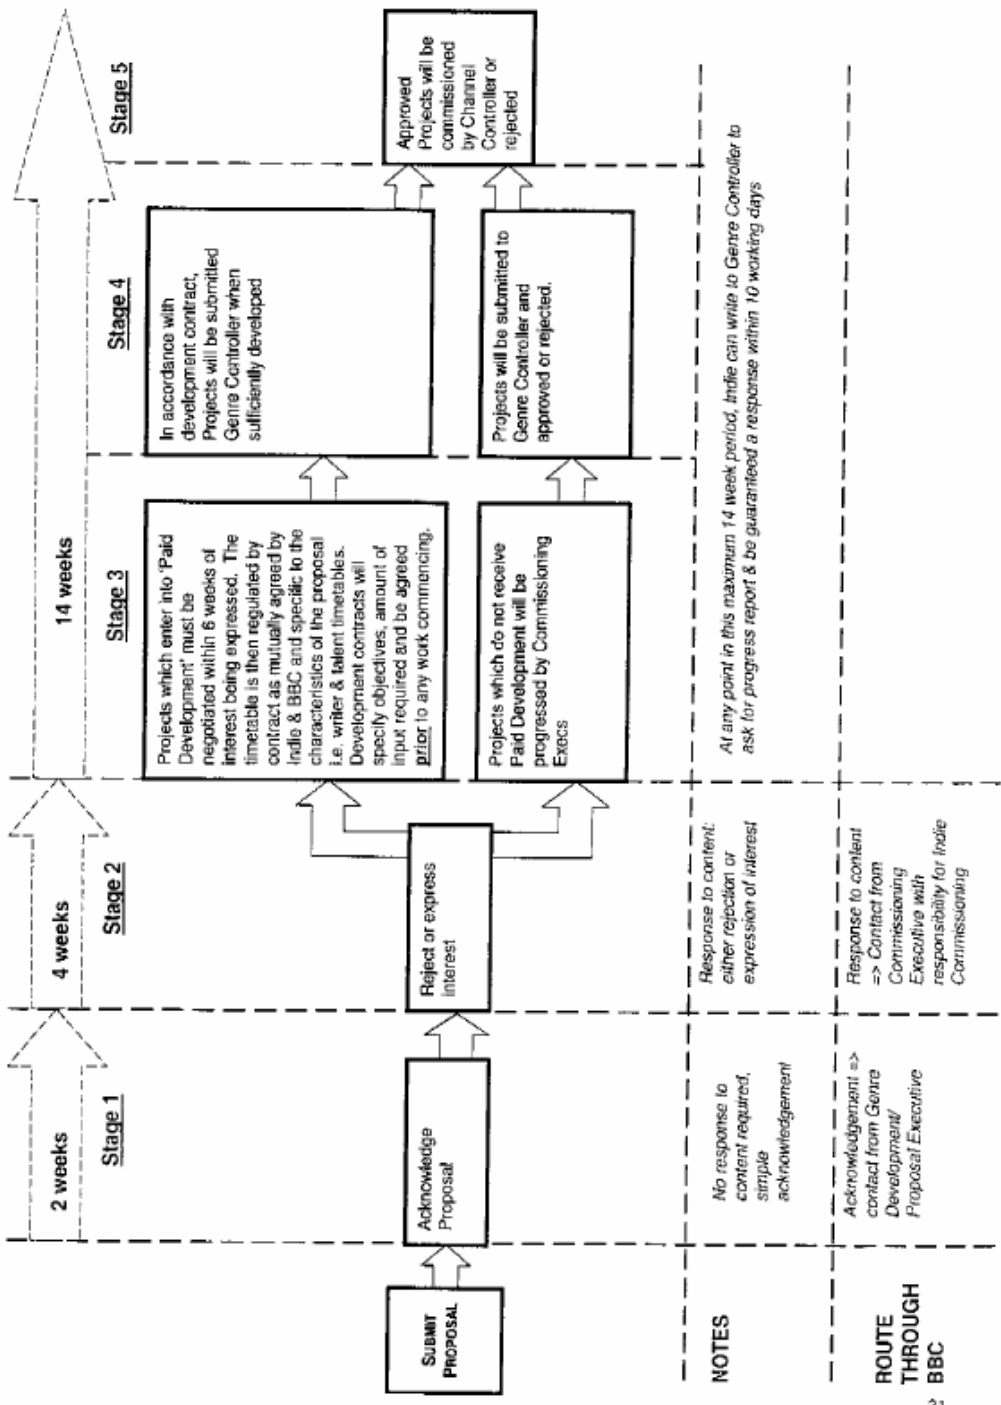 2 weeks
4 weeks
14 weeks
Stage 1
Stage 2
Stage 3
Stage 4
Stage 5
SUBMIT
PROPOSAL
Acknowledge
Proposal
Reject or express
interest
Projects which enter into 'Paid
Development' must be
negotiated within 6 weeks of
interest being expressed. The
timetable is then regulated by
contract as mutually agreed by
Indie & BBC and specific to the
characteristics of the proposal
i.e. writer & talent timetables.
Development contracts will
specify objectives, amount of
input required and be agreed
prior to any work commencing.
Projects which do not receive
Paid Development will be
progressed by Commissioning
Execs
In accordance with
development contract,
Projects will be submitted
Genre Controller when
sufficiently developed
Projects will be submitted to
Genre Controller and
approved or rejected.
Approved
Projects will be
commissioned
by Channel
Controller or
rejected
NOTES
No response to
content required,
simple
acknowledgement
Response to content:
either rejection or
expression of interest
At any point in this maximum 14 week period, Indie can write to Genre Controller to
ask for progress report & be guaranteed a response within 10 working days
ROUTE
THROUGH
BBC
Acknowledgement =>
contact from Genre
Development/
Proposal Executive
Response to content
=> Contact from
Commissioning
Executive with
responsibility for Indie
Commissioning